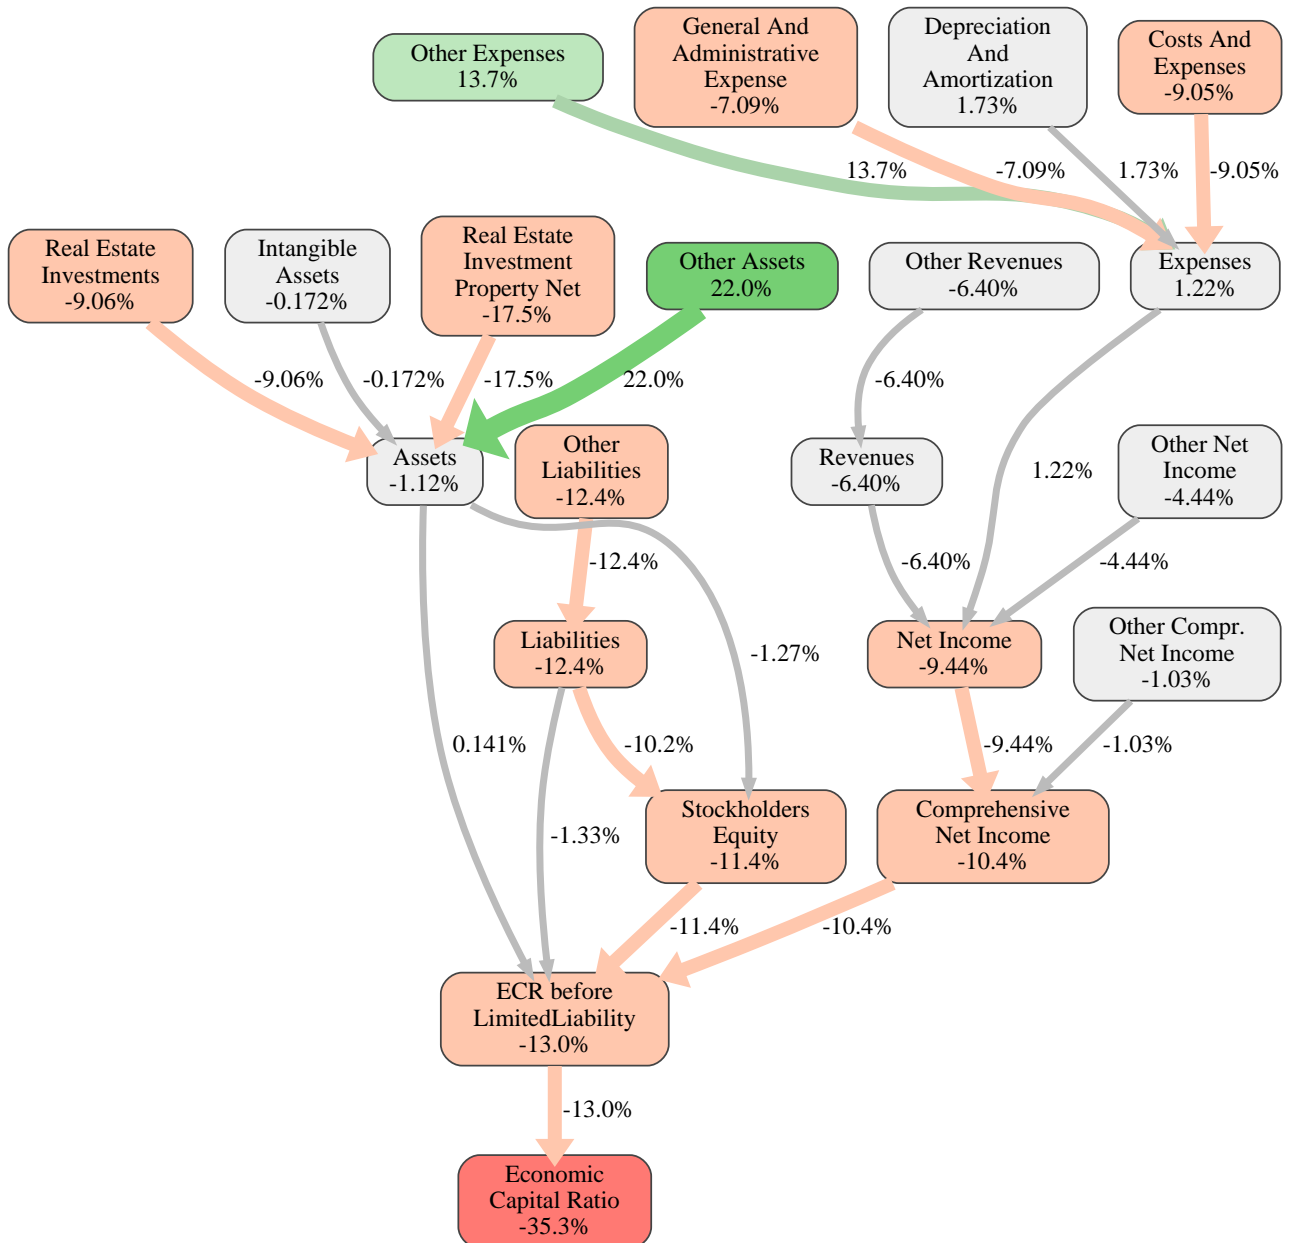 Other Expenses
13.7%
General And
Administrative
Expense
-7.09%
Depreciation
And
Amortization
1.73%
Costs And
Expenses
-9.05%
13.7%
-7.09%
1.73%
-9.05%
Real Estate
Investments
-9.06%
Intangible
Assets
-0.172%
Real Estate
Investment
Property Net
-17.5%
Other Assets
22.0%
Other Revenues
-6.40%
Expenses
1.22%
-9.06%
-0.172%
-17.5%
22.0%
-6.40%
Assets
-1.12%
Other
Liabilities
-12.4%
Revenues
-6.40%
1.22%
Other Net
Income
-4.44%
-12.4%
-6.40%
-4.44%
Liabilities
-12.4%
-1.27%
Net Income
-9.44%
Other Compr.
Net Income
-1.03%
0.141%
-10.2%
-9.44%
-1.03%
-1.33%
Stockholders
Equity
-11.4%
Comprehensive
Net Income
-10.4%
-11.4%
-10.4%
ECR before
LimitedLiability
-13.0%
-13.0%
Economic
Capital Ratio
-35.3%